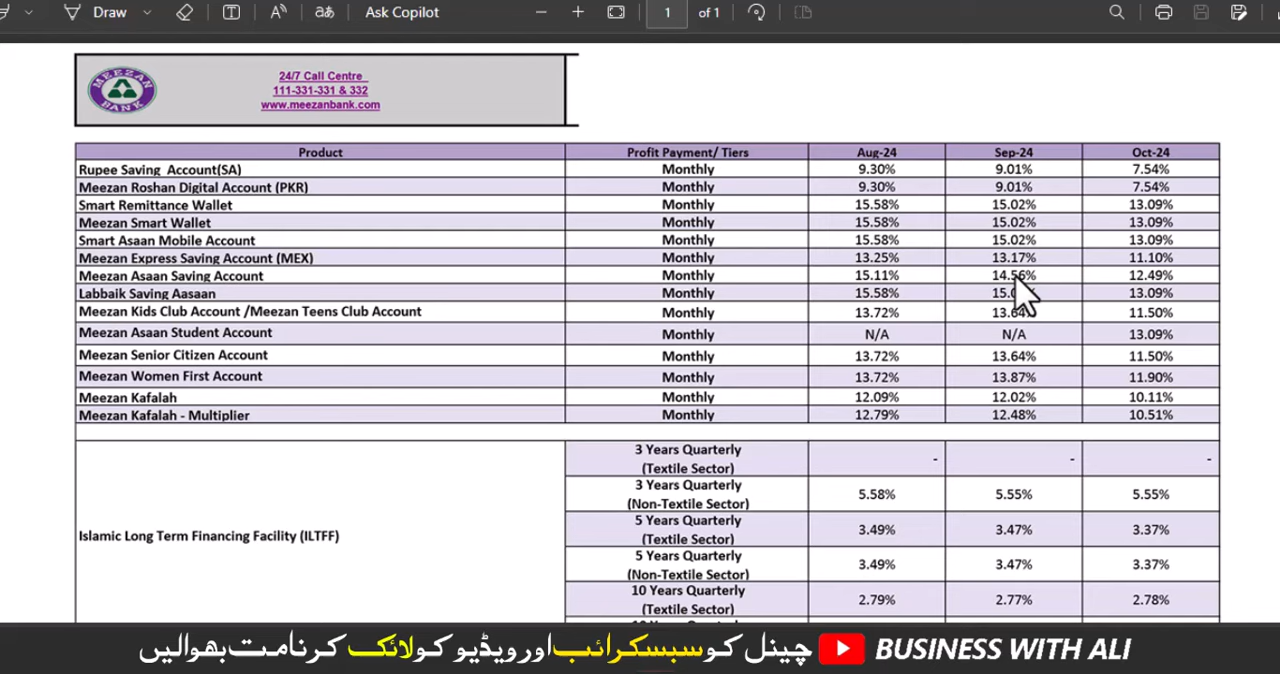 Draw
Ask Copilot
1 of 1
MEEZAN BANK
24/7 Call Centre
111-331-331 & 332
www.meezanbank.com
Product Profit Payment/ Tiers Aug-24 Sep-24 Oct-24
Rupee Saving Account(SA) Monthly 9.30% 9.01% 7.54%
Meezan Roshan Digital Account (PKR) Monthly 9.30% 9.01% 7.54%
Smart Remittance Wallet Monthly 15.58% 15.02% 13.09%
Meezan Smart Wallet Monthly 15.58% 15.02% 13.09%
Smart Asaan Mobile Account Monthly 15.58% 15.02% 13.09%
Meezan Express Saving Account (MEX) Monthly 13.25% 13.17% 11.10%
Meezan Asaan Saving Account Monthly 15.11% 14.56% 12.49%
Labbaik Saving Aasaan Monthly 15.58% 13.09%
Meezan Kids Club Account /Meezan Teens Club Account Monthly 13.72% 13.64% 11.50%
Meezan Asaan Student Account Monthly N/A N/A 13.09%
Meezan Senior Citizen Account Monthly 13.72% 13.64% 11.50%
Meezan Women First Account Monthly 13.72% 13.87% 11.90%
Meezan Kafalah Monthly 12.09% 12.02% 10.11%
Meezan Kafalah - Multiplier Monthly 12.79% 12.48% 10.51%
Islamic Long Term Financing Facility (ILTFF)
3 Years Quarterly
(Textile Sector) - - -
3 Years Quarterly
(Non-Textile Sector) 5.58% 5.55% 5.55%
5 Years Quarterly
(Textile Sector) 3.49% 3.47% 3.37%
5 Years Quarterly
(Non-Textile Sector) 3.49% 3.47% 3.37%
10 Years Quarterly
(Textile Sector) 2.79% 2.77% 2.78%
چینل کو سبسکرائب اور ویڈیو کو لائک کرنا مت بھولیں
BUSINESS WITH ALI